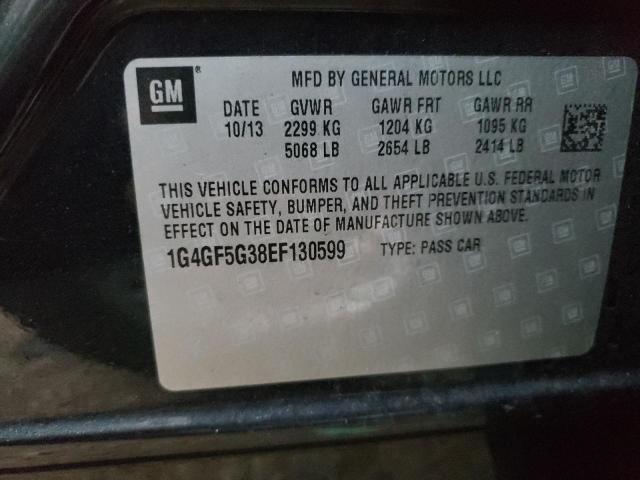 GM® MFD BY GENERAL MOTORS LLC
DATE GVWR GAWR FRT GAWR RR
10/13 2299 KG 1204 KG 1095 KG
5068 LB 2654 LB 2414 LB
THIS VEHICLE CONFORMS TO ALL APPLICABLE U.S. FEDERAL MOTOR
VEHICLE SAFETY, BUMPER, AND THEFT PREVENTION STANDARDS IN
EFFECT ON THE DATE OF MANUFACTURE SHOWN ABOVE.
1G4GF5G38EF130599 TYPE: PASS CAR